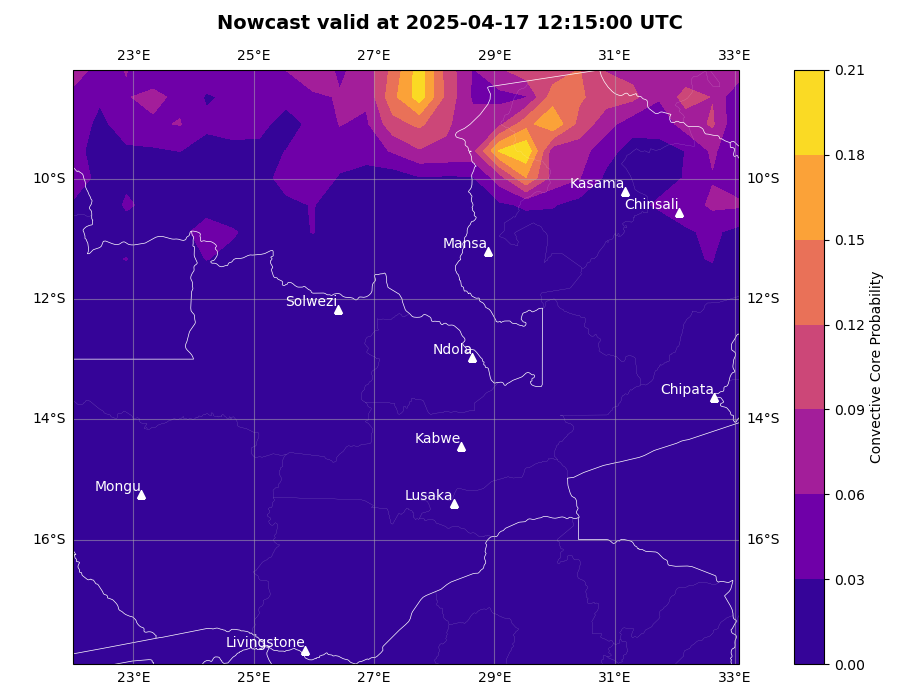 Nowcast valid at 2025-04-17 12:15:00 UTC
23°E 25°E 27°E 29°E 31°E 33°E
0.21
0.18
10°S Kasama 10°S
Chinsali
0.15
Mansa
12°S Solwezi 12°S
0.12
Ndola
Chipata
0.09
14°S 14°S
Kabwe
Mongu Lusaka
0.06
16°S 16°S
0.03
Livingstone
0.00
23°E 25°E 27°E 29°E 31°E 33°E
Convective Core Probability